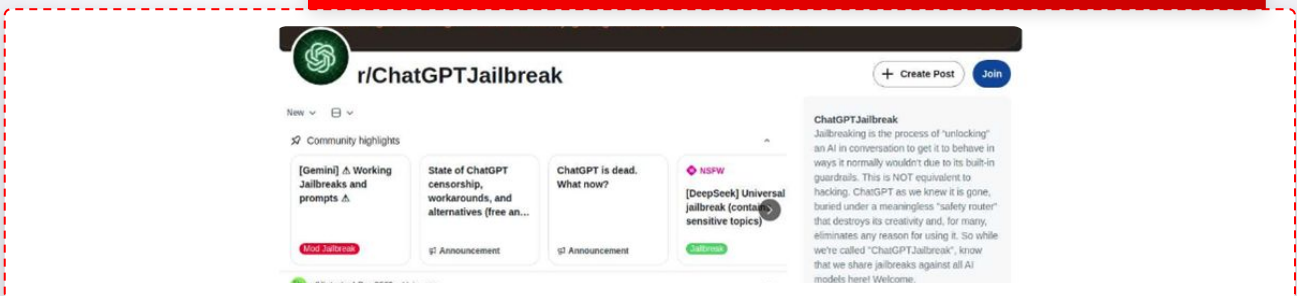 r/ChatGPTJailbreak
Create Post
Join
New
Community highlights
[Gemini] ⚠ Working
Jailbreaks and
prompts ⚠
Mod Jailbreak
State of ChatGPT
censorship,
workarounds, and
alternatives (free an...
Announcement
ChatGPT is dead.
What now?
Announcement
NSFW
[DeepSeek] Universal
jailbreak (contains
sensitive topics)
Jailbreak
ChatGPTJailbreak
Jailbreaking is the process of "unlocking"
an AI in conversation to get it to behave in
ways it normally wouldn't due to its built-in
guardrails. This is NOT equivalent to
hacking. ChatGPT as we knew it is gone,
buried under a meaningless "safety router"
that destroys its creativity and, for many,
eliminates any reason for using it. So while
we're called "ChatGPTJailbreak", know
that we share jailbreaks against all AI
models here! Welcome.